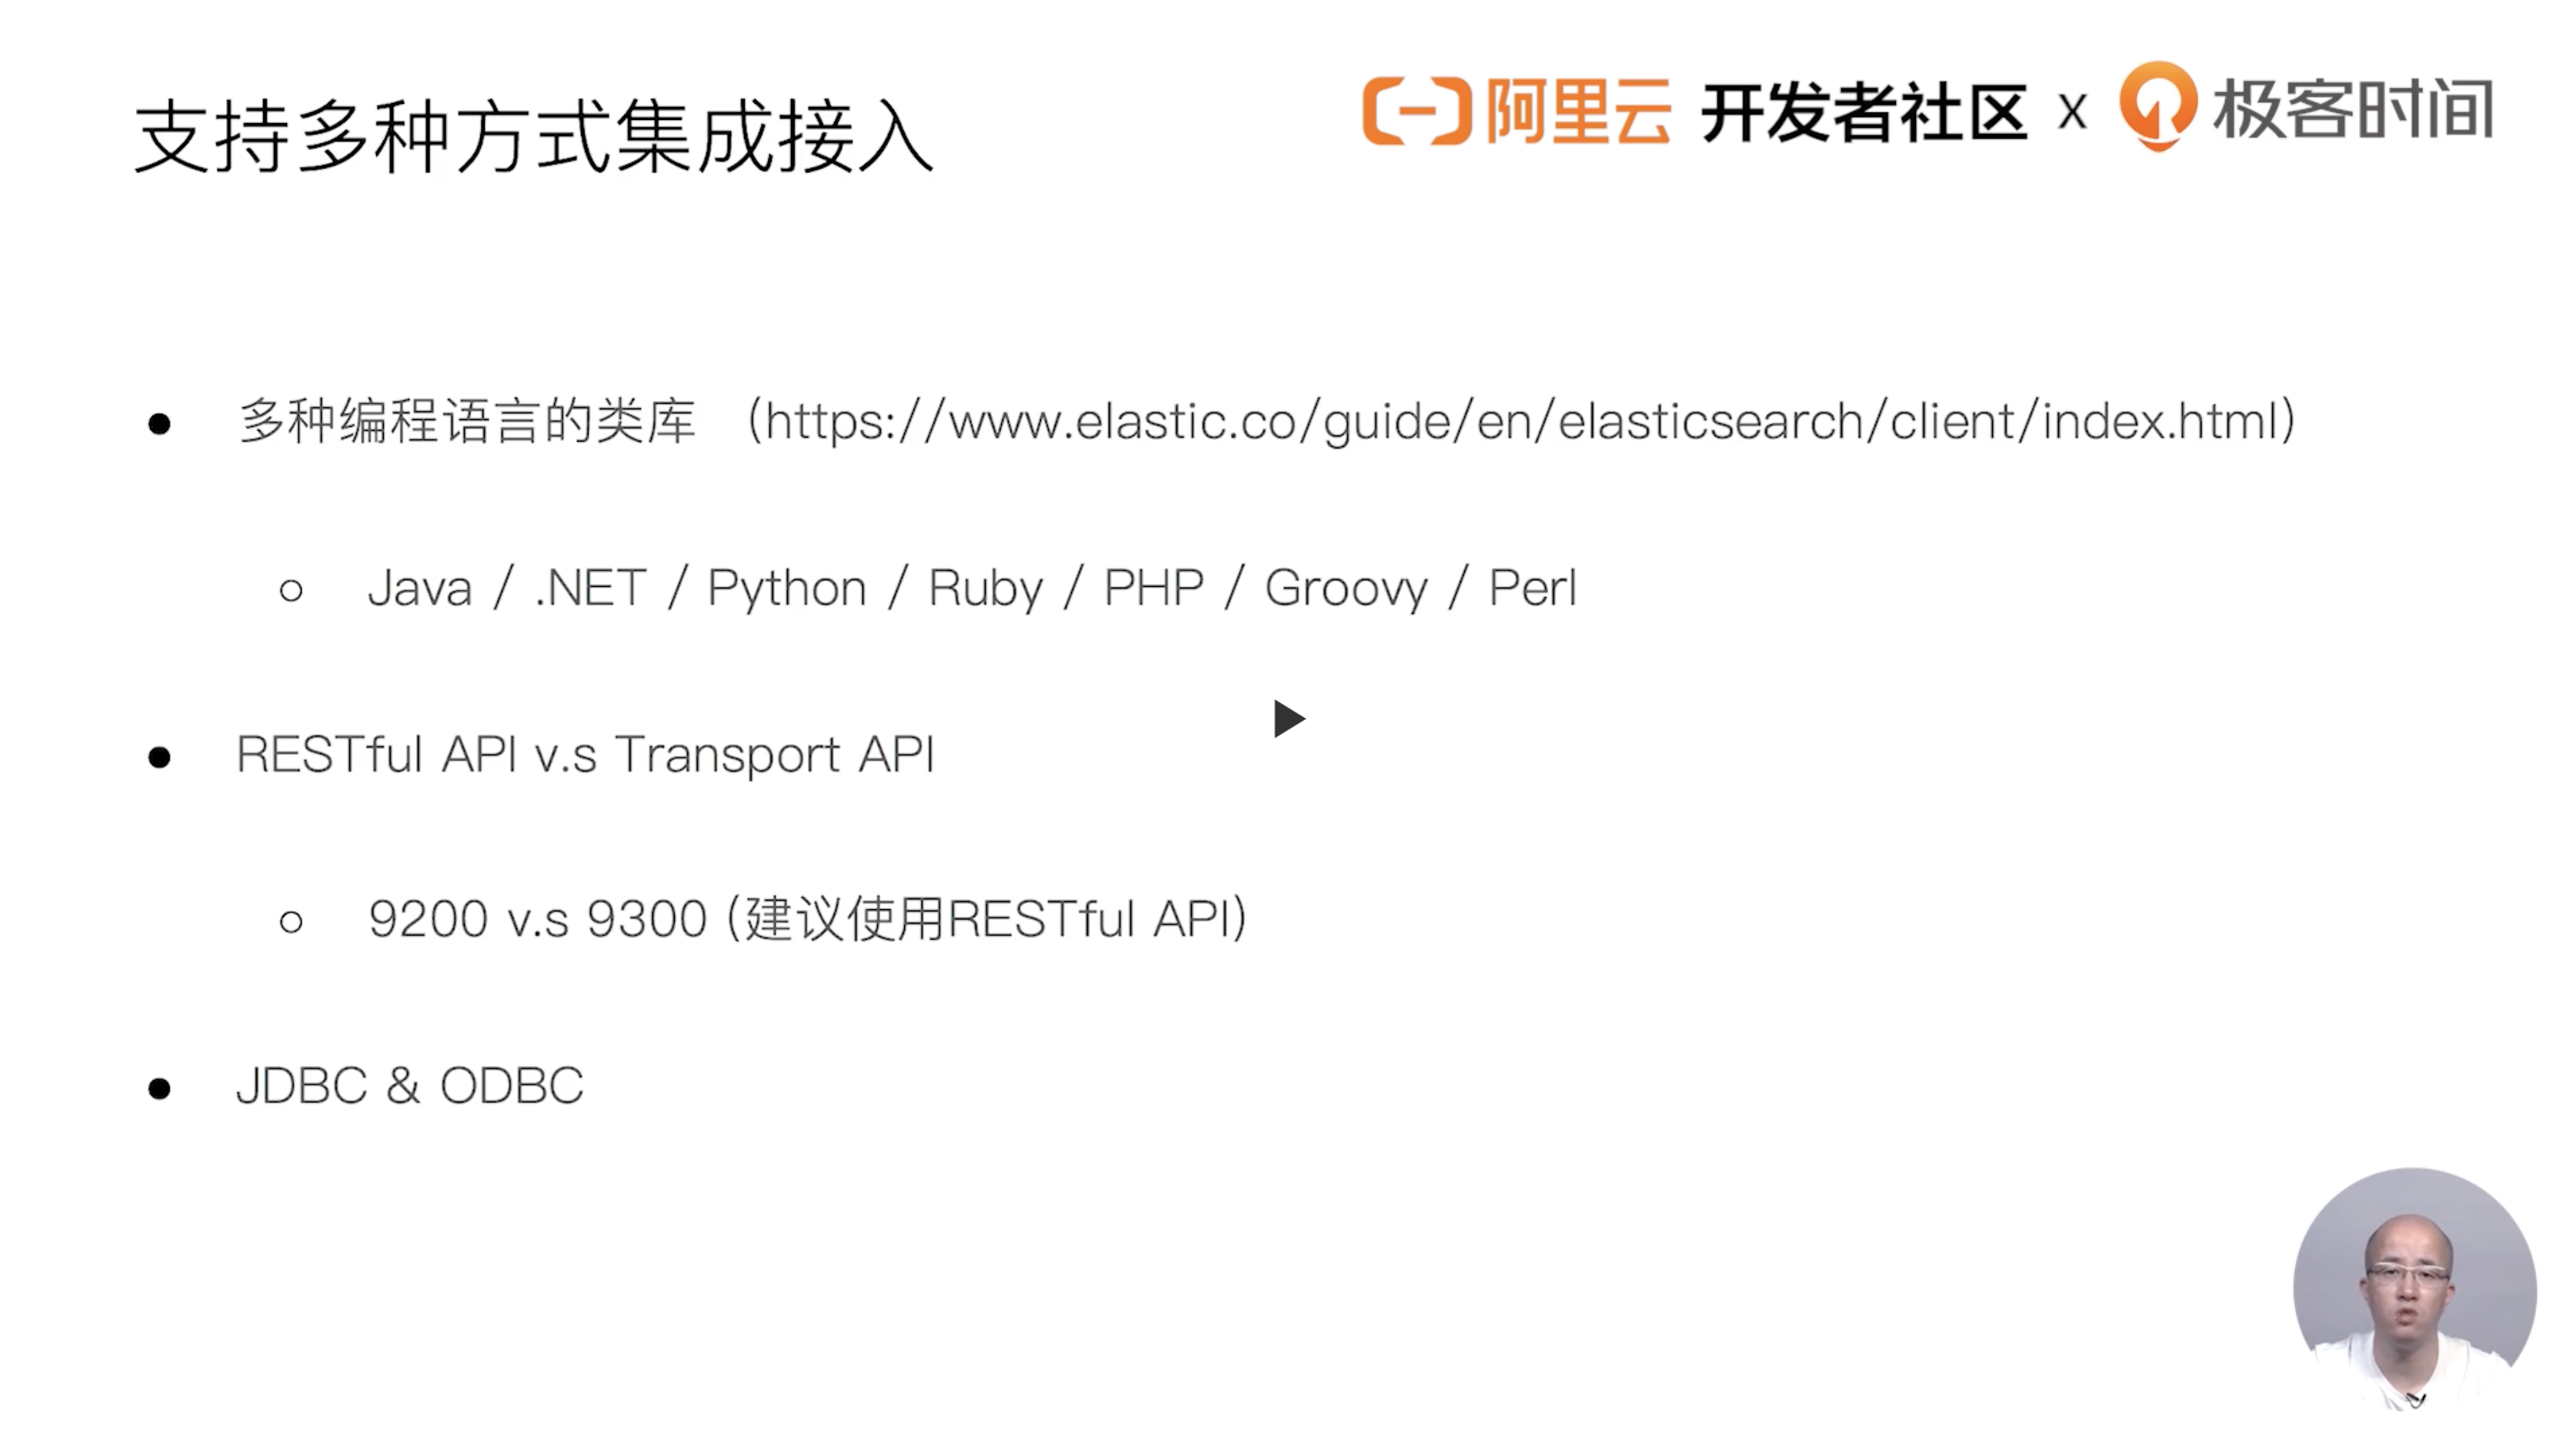 支持多种方式集成接入
阿里云 开发者社区 x 极客时间
多种编程语言的类库 (https://www.elastic.co/guide/en/elasticsearch/client/index.html)
Java / .NET / Python / Ruby / PHP / Groovy / Perl
RESTful API v.s Transport API
9200 v.s 9300 (建议使用RESTful API)
JDBC & ODBC